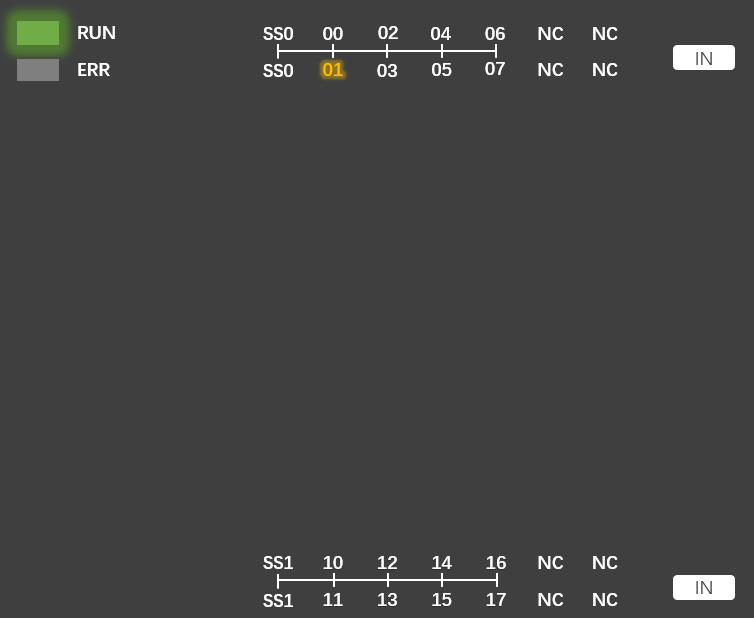 RUN SS0 00 02 04 06 NC NC
IN
ERR SS0 01 03 05 07 NC NC
SS1 10 12 14 16 NC NC
IN
SS1 11 13 15 17 NC NC